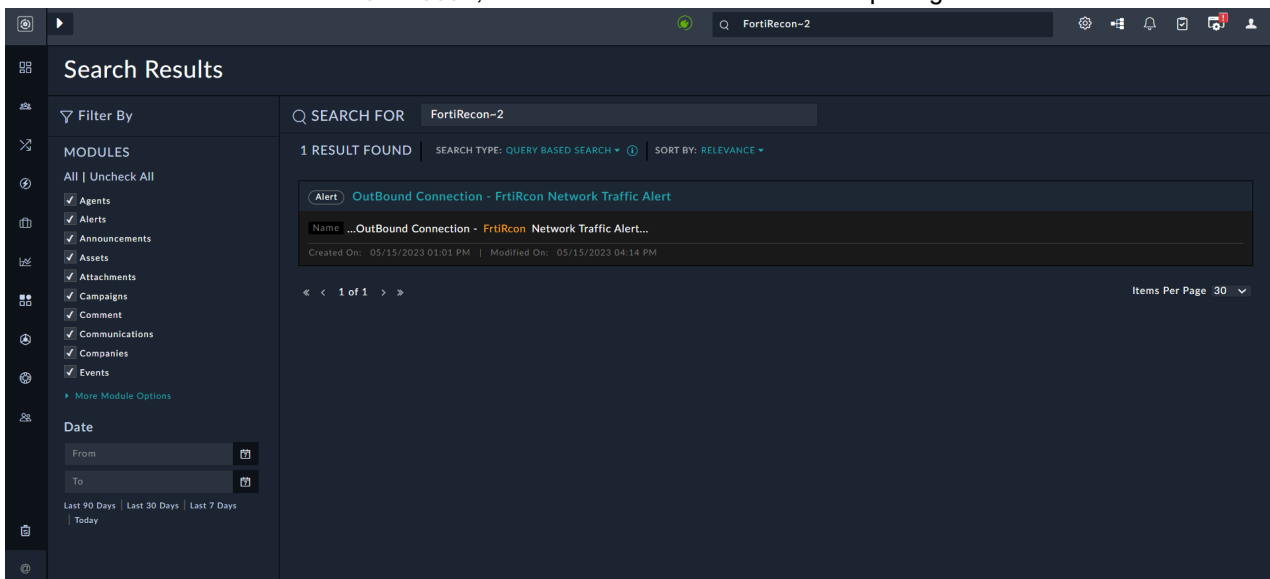 FortiRecon~2
Search Results
Filter By
SEARCH FOR FortiRecon~2
MODULES
All | Uncheck All
Agents
Alerts
Announcements
Assets
Attachments
Campaigns
Comment
Communications
Companies
Events
More Module Options
Date
From
To
Last 90 Days | Last 30 Days | Last 7 Days
| Today
1 RESULT FOUND SEARCH TYPE: QUERY BASED SEARCH SORT BY: RELEVANCE
Alert OutBound Connection - FrtiRcon Network Traffic Alert
Name ...OutBound Connection - FrtiRcon Network Traffic Alert...
Created On: 05/15/2023 01:01 PM | Modified On: 05/15/2023 04:14 PM
« < 1 of 1 > »
Items Per Page 30